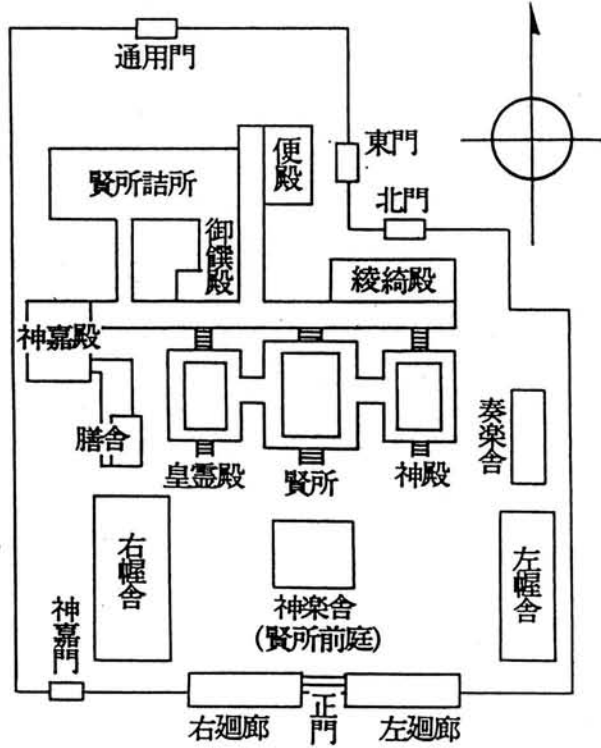 通用門
東門
便殿
賢所詰所
北門
御饌殿
綾綺殿
神嘉殿
膳舎
皇霊殿
賢所
神殿
奏楽舎
右幄舎
神楽舎
(賢所前庭)
左幄舎
神嘉門
右廻廊
正門
左廻廊